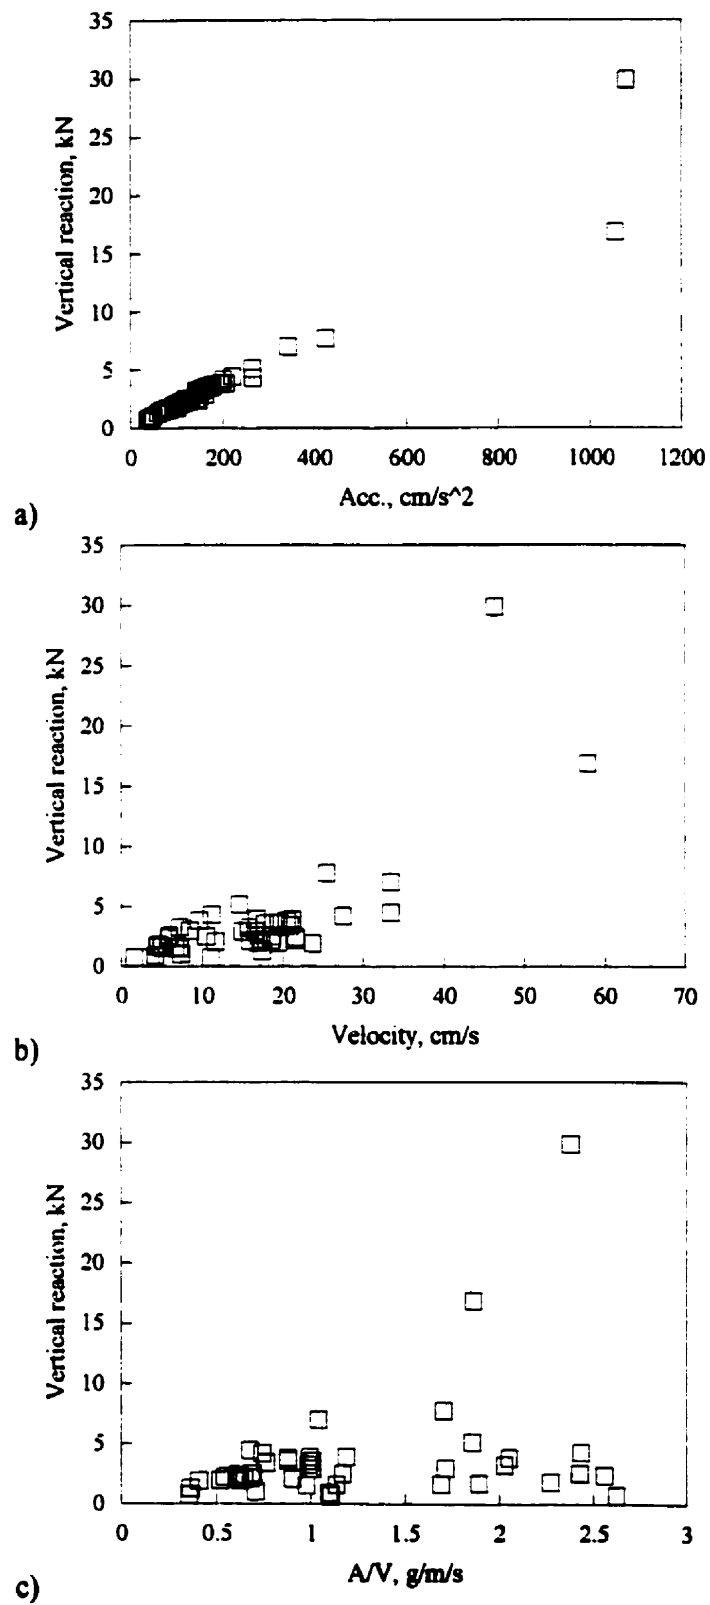 35
30
25
20
15
10
5
0
Vertical reaction, kN
0 200 400 600 800 1000 1200
Acc., cm/s^2
a)
35
30
25
20
15
10
5
0
Vertical reaction, kN
0 10 20 30 40 50 60 70
Velocity, cm/s
b)
35
30
25
20
15
10
5
0
Vertical reaction, kN
0 0.5 1 1.5 2 2.5 3
A/V, g/m/s
c)